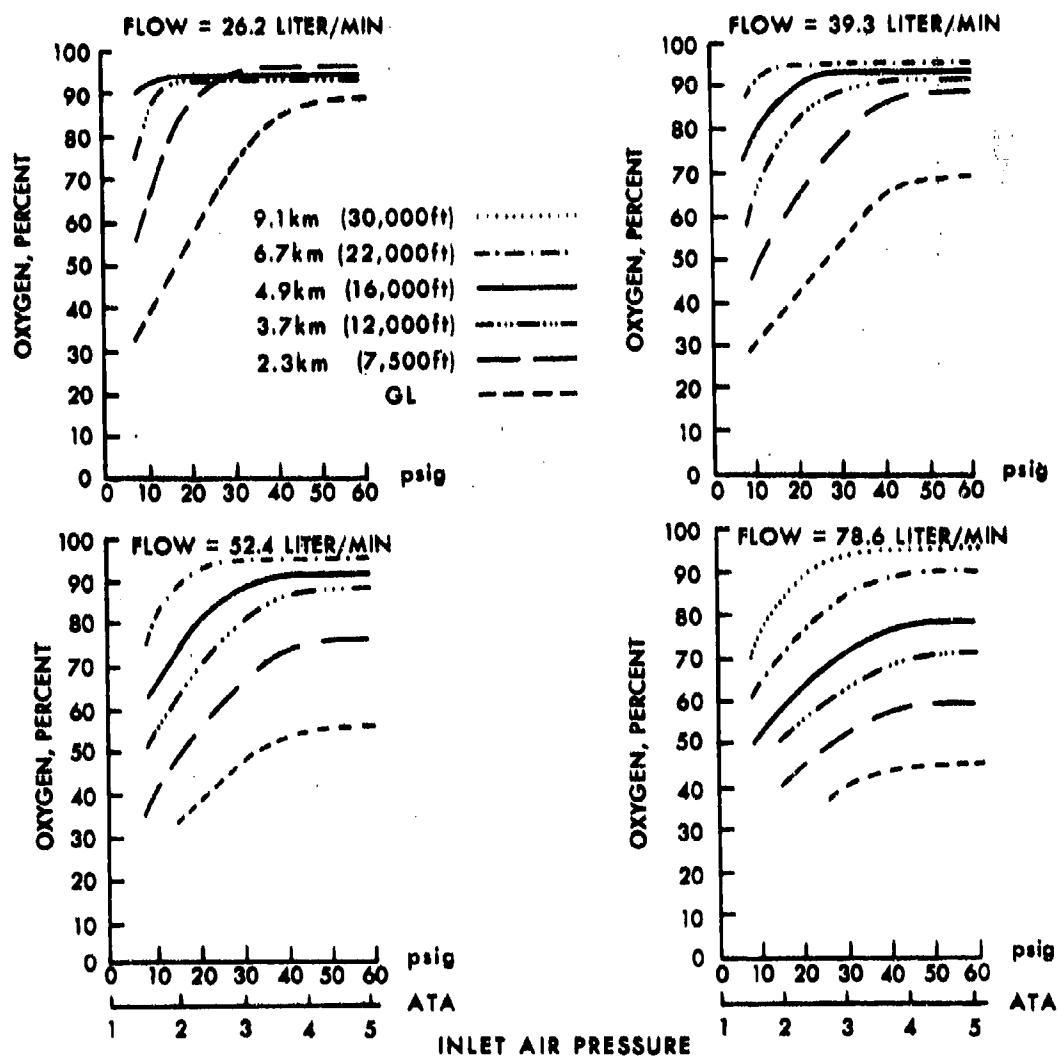 FLOW = 26.2 LITER/MIN
100
90
80
70
60
50
40
30
20
10
0
OXYGEN, PERCENT
10 20 30 40 50 60 psig
9.1km (30,000ft)
6.7km (22,000ft)
4.9km (16,000ft)
3.7km (12,000ft)
2.3km (7,500ft)
GL
FLOW = 39.3 LITER/MIN
100
90
80
70
60
50
40
30
20
10
0
OXYGEN, PERCENT
0 10 20 30 40 50 60 psig
FLOW = 52.4 LITER/MIN
100
90
80
70
60
50
40
30
20
10
0
OXYGEN, PERCENT
0 10 20 30 40 50 60 psig
ATA
1 2 3 4 5
FLOW = 78.6 LITER/MIN
100
90
80
70
60
50
40
30
20
10
0
OXYGEN, PERCENT
0 10 20 30 40 50 60 psig
ATA
1 2 3 4 5
INLET AIR PRESSURE